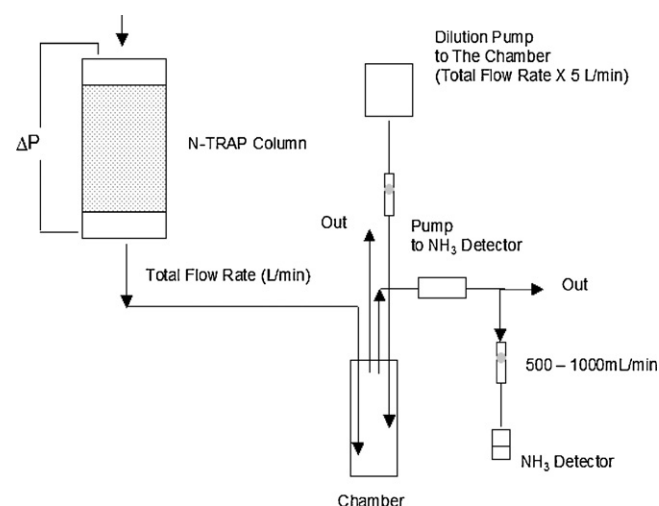 Dilution Pump
to The Chamber
(Total Flow Rate X 5 L/min)
ΔP
N-TRAP Column
Out
Pump
to NH₃ Detector
Total Flow Rate (L/min)
Out
500 – 1000mL/min
NH₃ Detector
Chamber